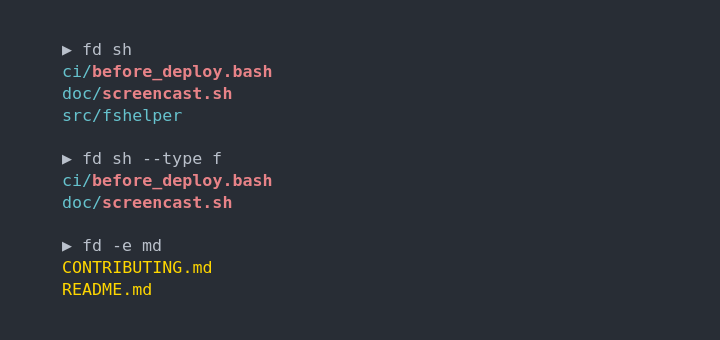 ▶ fd sh
ci/before_deploy.bash
doc/screencast.sh
src/fshelper
▶ fd sh --type f
ci/before_deploy.bash
doc/screencast.sh
▶ fd -e md
CONTRIBUTING.md
README.md